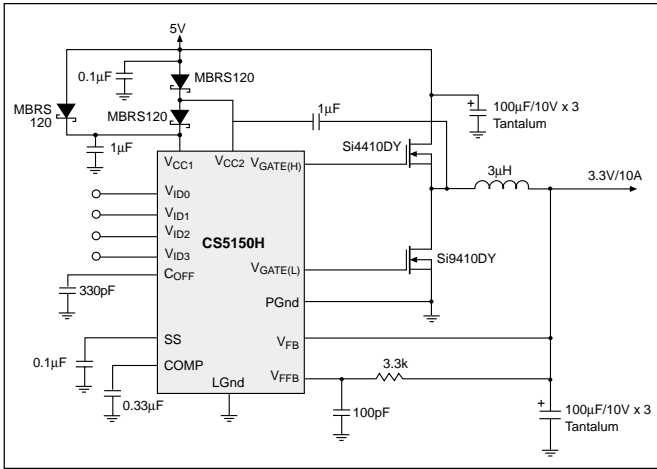 5V
0.1µF
MBRS120
MBRS
120
MBRS120
1µF
1µF
+
100µF/10V x 3
Tantalum
Si4410DY
VCC1
VCC2
VGATE(H)
3µH
3.3V/10A
VID0
VID1
VID2
VID3
CS5150H
COFF
VGATE(L)
Si9410DY
330pF
PGnd
SS
VFB
0.1µF
COMP
VFFB
3.3k
LGnd
0.33µF
100pF
+
100µF/10V x 3
Tantalum